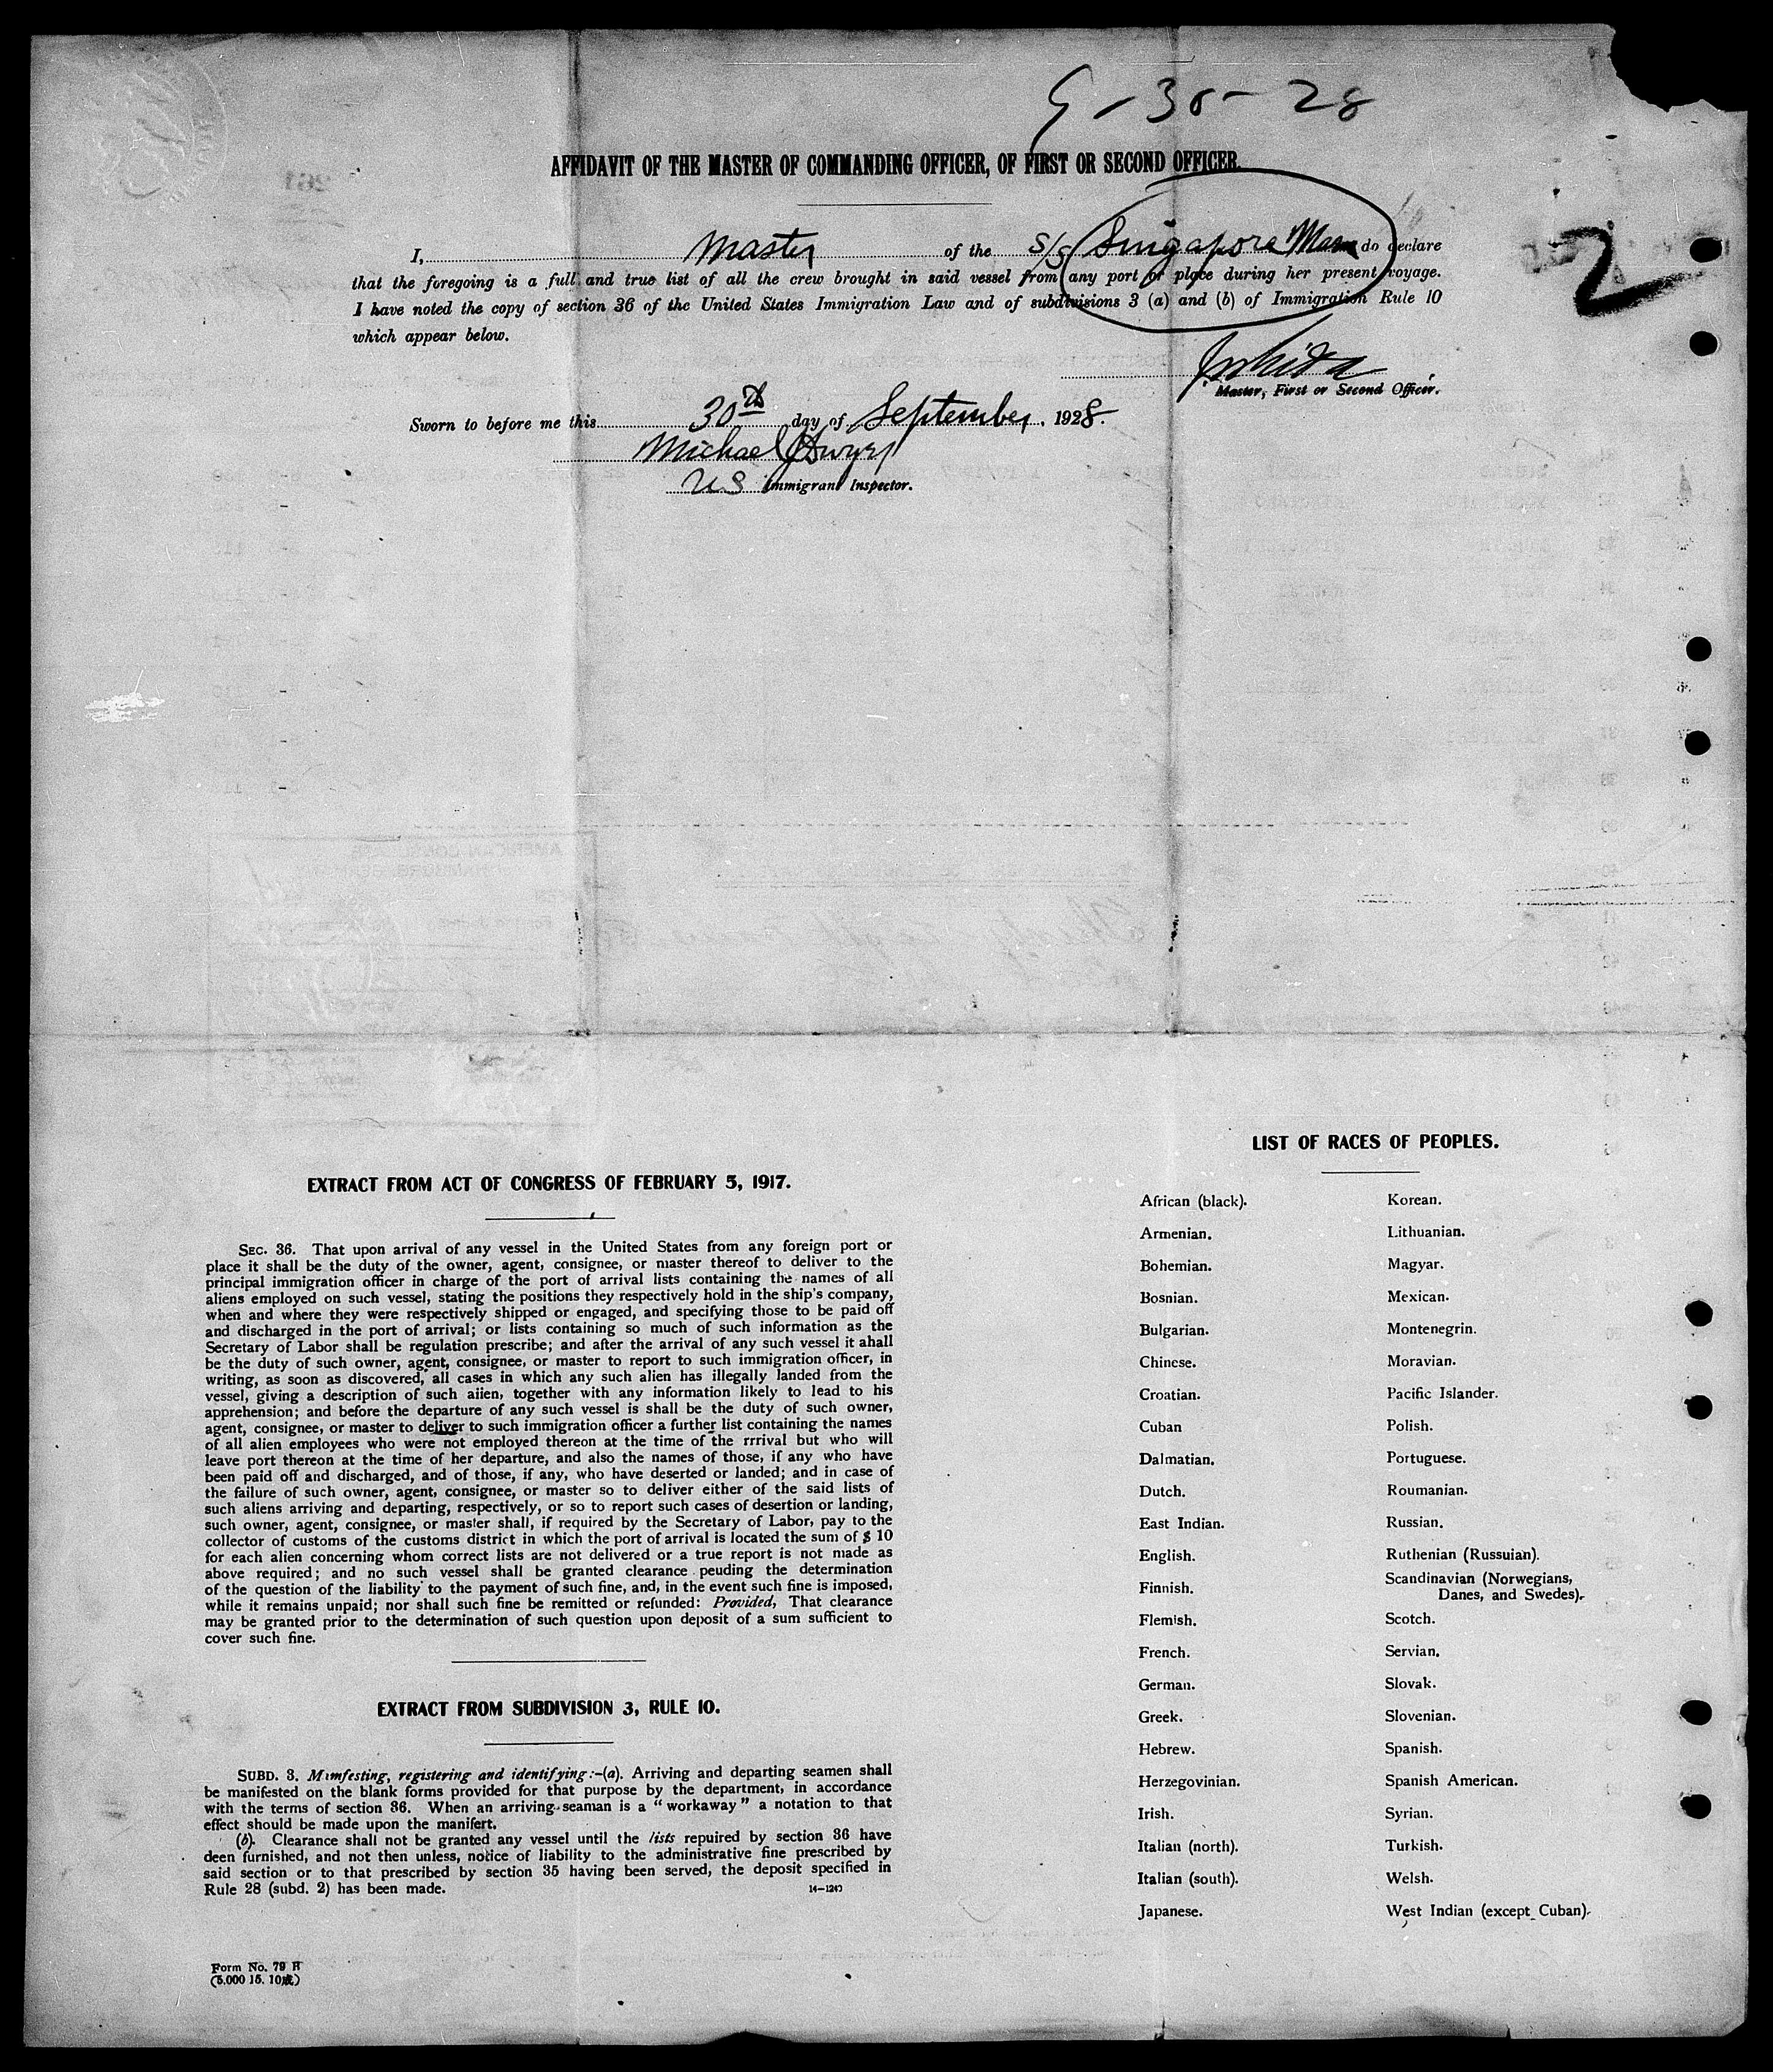 9-30-28
AFFIDAVIT OF THE MASTER OF COMMANDING OFFICER, OF FIRST OR SECOND OFFICER.
2
I, Master of the S/S Singapore Maru do declare
that the foregoing is a full and true list of all the crew brought in said vessel from any port or place during her present voyage.
I have noted the copy of section 36 of the United States Immigration Law and of subdivisions 3 (a) and (b) of Immigration Rule 10
which appear below.
Master, First or Second Officer.
Sworn to before me this 30th day of September, 1928.
Michael J Dwyer
US Immigrant Inspector.
LIST OF RACES OF PEOPLES.
African (black). Korean.
Armenian. Lithuanian.
Bohemian. Magyar.
Bosnian. Mexican.
Bulgarian. Montenegrin.
Chinese. Moravian.
Croatian. Pacific Islander.
Cuban Polish.
Dalmatian. Portuguese.
Dutch. Roumanian.
East Indian. Russian.
English. Ruthenian (Russuian).
Finnish. Scandinavian (Norwegians,
Danes, and Swedes).
Flemish. Scotch.
French. Servian.
German. Slovak.
Greek. Slovenian.
Hebrew. Spanish.
Herzegovinian. Spanish American.
Irish. Syrian.
Italian (north). Turkish.
Italian (south). Welsh.
Japanese. West Indian (except Cuban).
EXTRACT FROM ACT OF CONGRESS OF FEBRUARY 5, 1917.
SEC. 36. That upon arrival of any vessel in the United States from any foreign port or
place it shall be the duty of the owner, agent, consignee, or master thereof to deliver to the
principal immigration officer in charge of the port of arrival lists containing the names of all
aliens employed on such vessel, stating the positions they respectively hold in the ship's company,
when and where they were respectively shipped or engaged, and specifying those to be paid off
and discharged in the port of arrival; or lists containing so much of such information as the
Secretary of Labor shall be regulation prescribe; and after the arrival of any such vessel it ahall
be the duty of such owner, agent, consignee, or master to report to such immigration officer, in
writing, as soon as discovered, all cases in which any such alien has illegally landed from the
vessel, giving a description of such aiien, together with any information likely to lead to his
apprehension; and before the departure of any such vessel is shall be the duty of such owner,
agent, consignee, or master to deliver to such immigration officer a further list containing the names
of all alien employees who were not employed thereon at the time of the rrrival but who will
leave port thereon at the time of her departure, and also the names of those, if any who have
been paid off and discharged, and of those, if any, who have deserted or landed; and in case of
the failure of such owner, agent, consignee, or master so to deliver either of the said lists of
such aliens arriving and departing, respectively, or so to report such cases of desertion or landing,
such owner, agent, consignee, or master shall, if required by the Secretary of Labor, pay to the
collector of customs of the customs district in which the port of arrival is located the sum of $ 10
for each alien concerning whom correct lists are not delivered or a true report is not made as
above required; and no such vessel shall be granted clearance peuding the determination
of the question of the liability to the payment of such fine, and, in the event such fine is imposed,
while it remains unpaid; nor shall such fine be remitted or refunded: Provided, That clearance
may be granted prior to the determination of such question upon deposit of a sum sufficient to
cover such fine.
EXTRACT FROM SUBDIVISION 3, RULE 10.
SUBD. 3. Mımfesting, registering and identifying:-(a). Arriving and departing seamen shall
be manifested on the blank forms provided for that purpose by the department, in accordance
with the terms of section 36. When an arriving seaman is a "workaway" a notation to that
effect should be made upon the manifert.
(b). Clearance shall not be granted any vessel until the lists repuired by section 36 have
deen furnished, and not then unless, notice of liability to the administrative fine prescribed by
said section or to that prescribed by section 35 having been served, the deposit specified in
Rule 28 (subd. 2) has been made.
14-1240
Form No. 79 H
(5.000 15. 10)